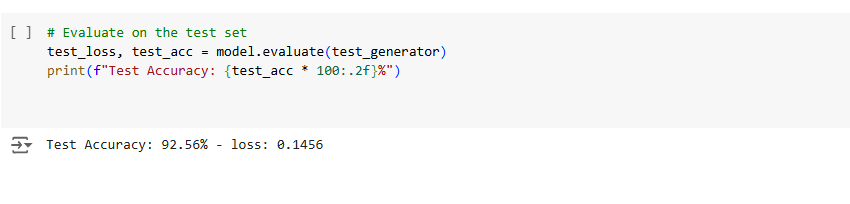 [ ] # Evaluate on the test set
test_loss, test_acc = model.evaluate(test_generator)
print(f"Test Accuracy: {test_acc * 100:.2f}%")
Test Accuracy: 92.56% - loss: 0.1456